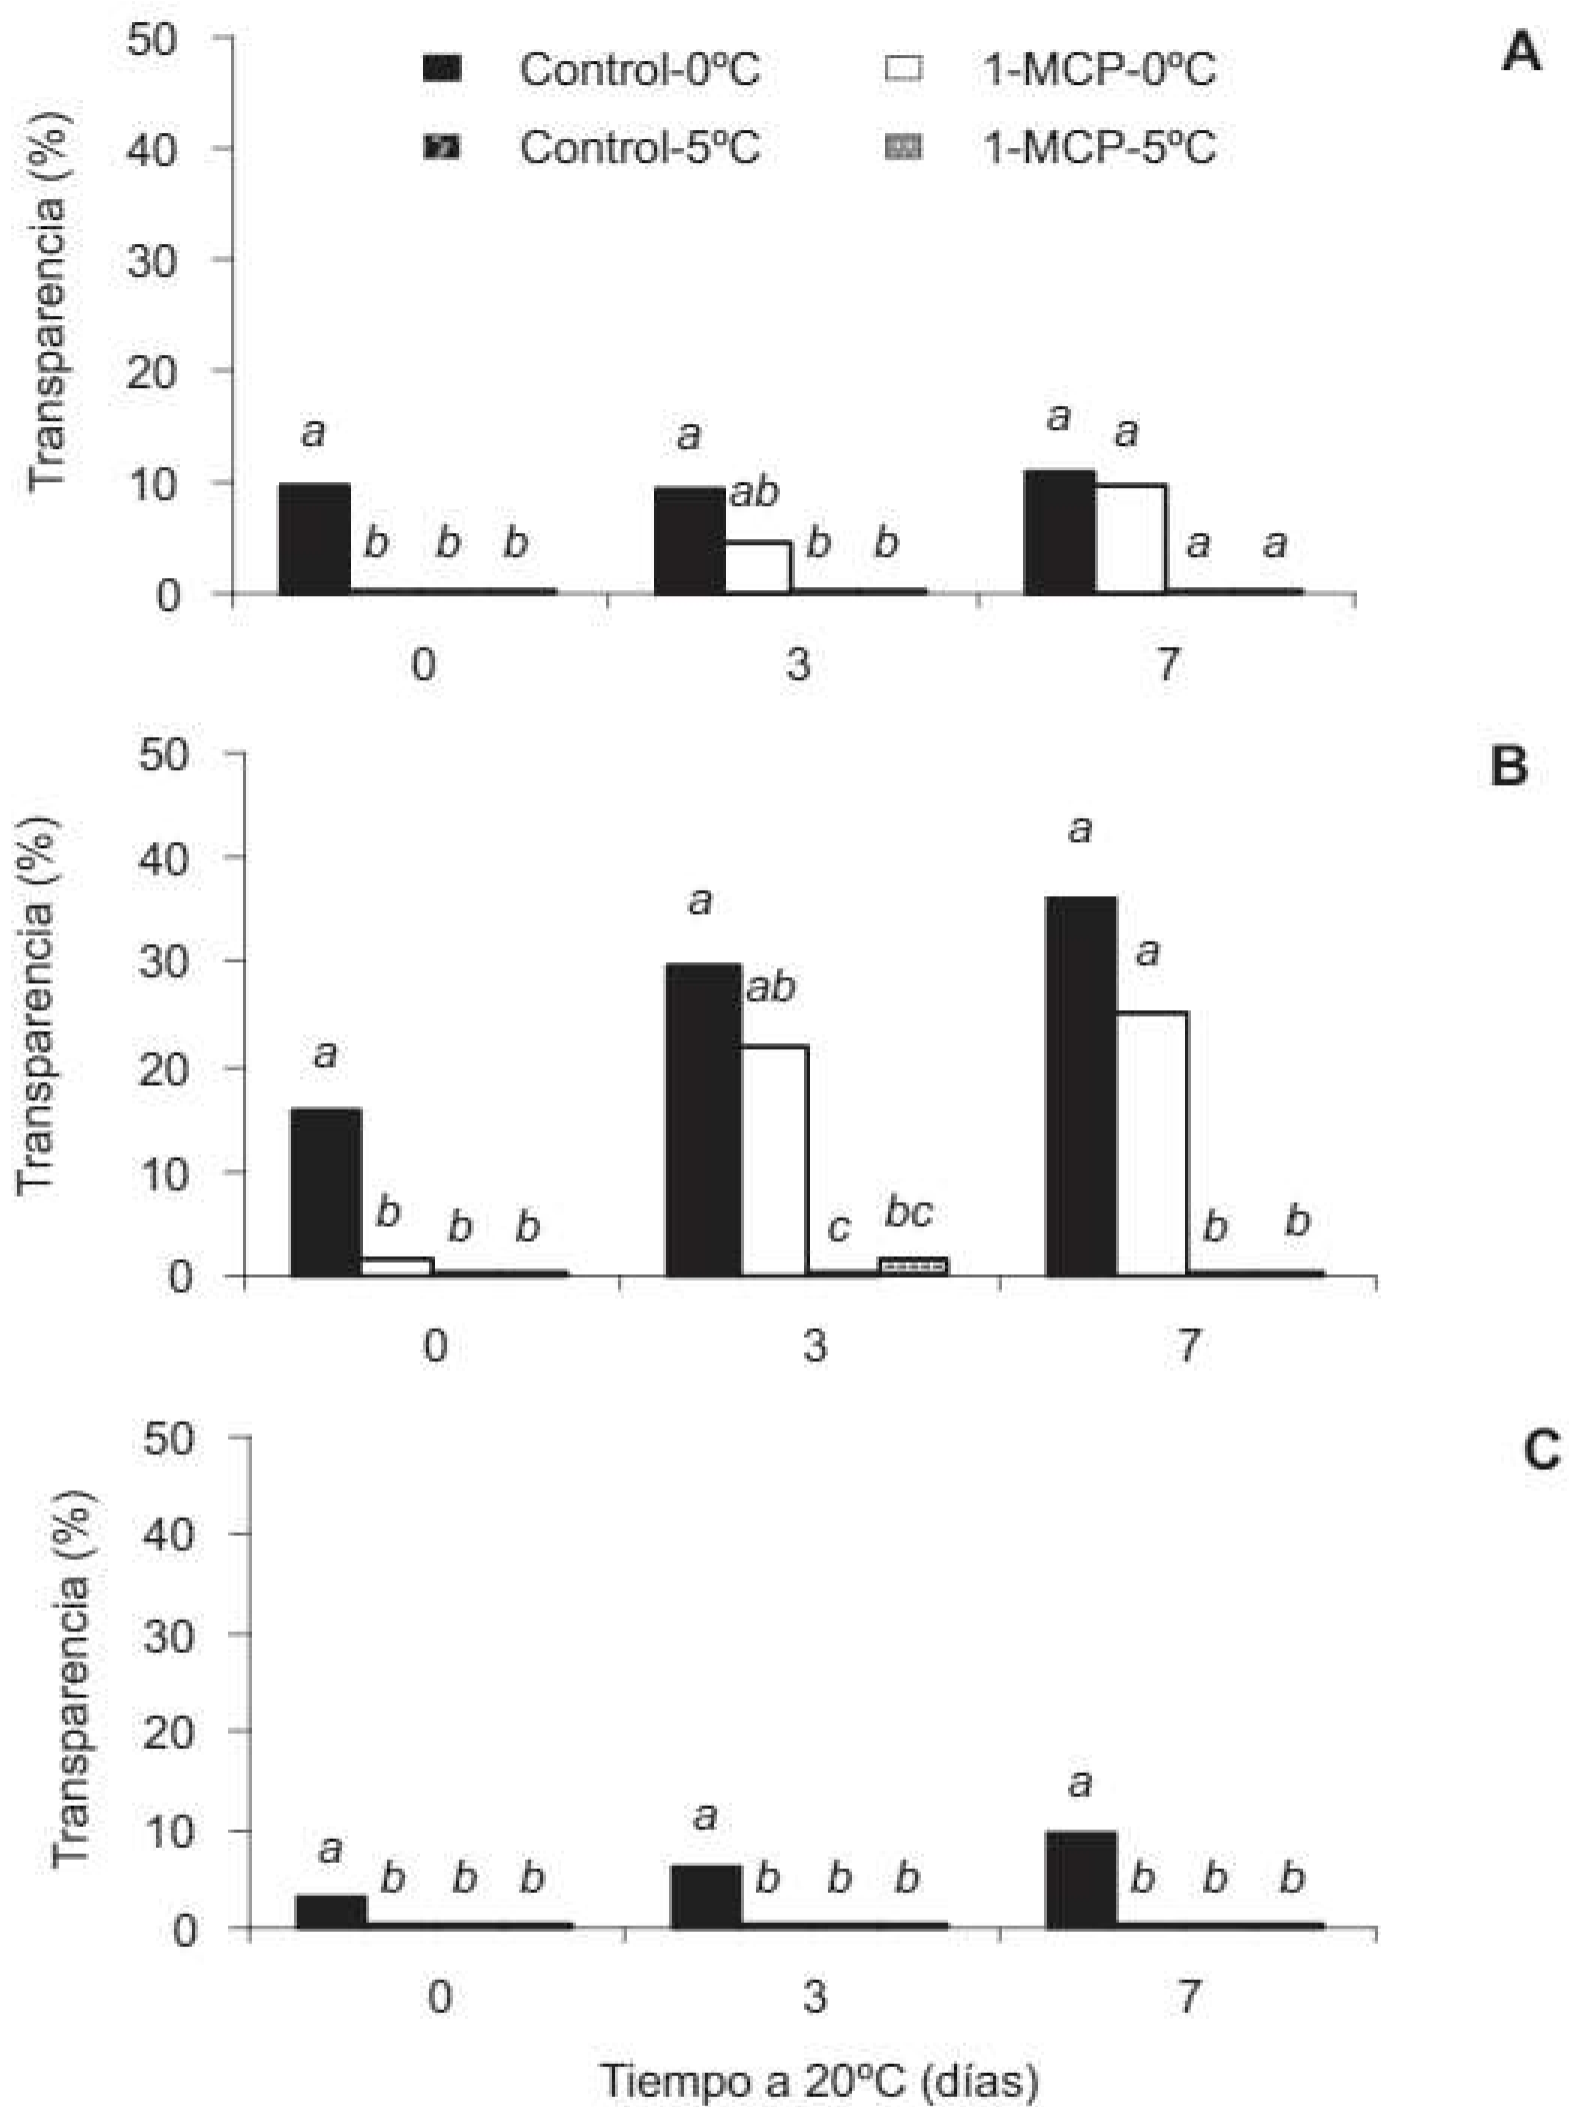 A
50
Control-0ºC 1-MCP-0ºC
40 Control-5ºC 1-MCP-5ºC
30
20
10
0
Transparencia (%)
a b b b
a ab b b
a a a a
0 3 7
B
50
40
30
20
10
0
Transparencia (%)
a b b b
a ab c bc
a a b b
0 3 7
C
50
40
30
20
10
0
Transparencia (%)
a b b b
a b b b
a b b b
0 3 7
Tiempo a 20ºC (días)